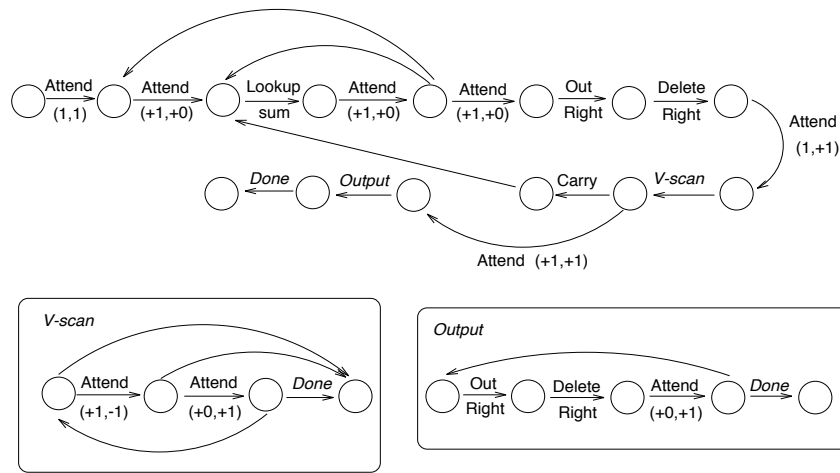 Attend
(1,1)
Attend
(+1,+0)
Lookup
sum
Attend
(+1,+0)
Attend
(+1,+0)
Out
Right
Delete
Right
Attend
(1,+1)
Done
Output
Carry
V-scan
Attend (+1,+1)
V-scan
Attend
(+1,-1)
Attend
(+0,+1)
Done
Output
Out
Right
Delete
Right
Attend
(+0,+1)
Done